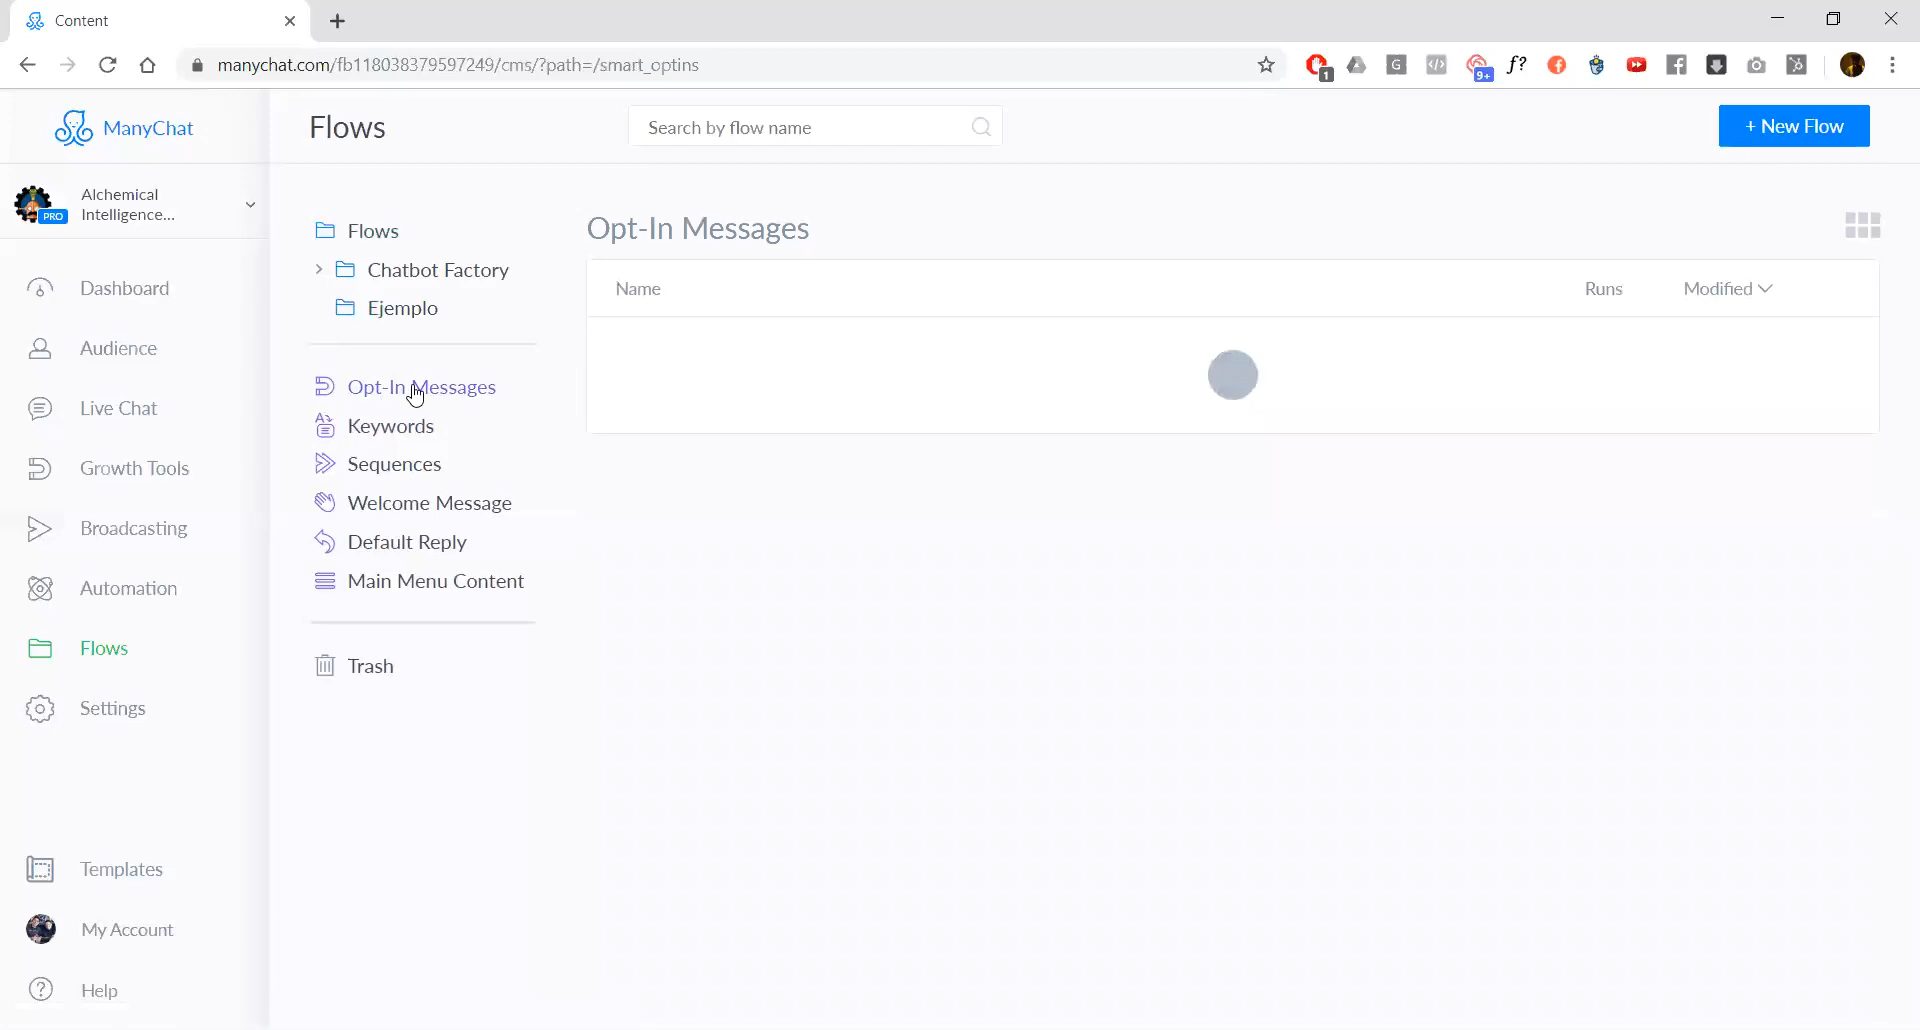 Content
manychat.com/fb118038379597249/cms/?path=/smart_optins
1
G
9+
f?
ManyChat
Flows
Search by flow name
+ New Flow
Alchemical
Intelligence...
PRO
Dashboard
Audience
Live Chat
Growth Tools
Broadcasting
Automation
Flows
Settings
Templates
My Account
Help
Flows
Chatbot Factory
Ejemplo
Opt-In Messages
Keywords
Sequences
Welcome Message
Default Reply
Main Menu Content
Trash
Opt-In Messages
Name
Runs
Modified